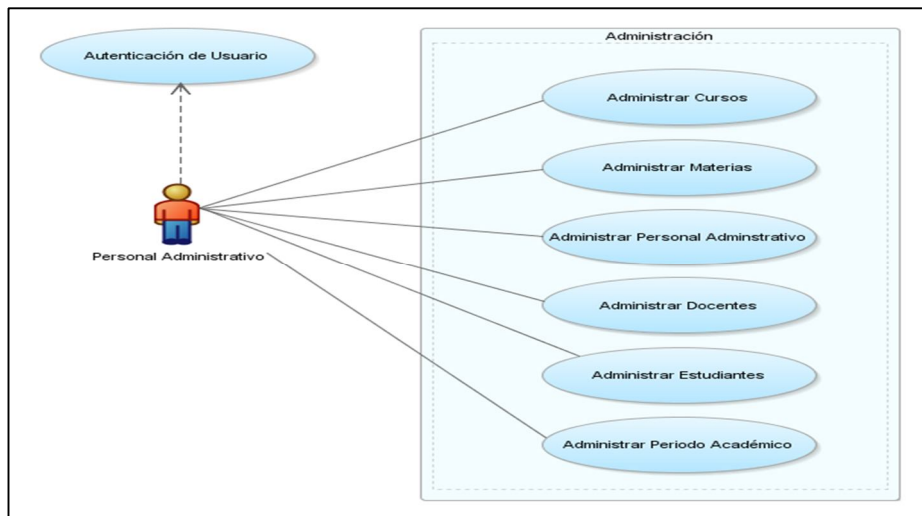 Autenticación de Usuario
Administración
Administrar Cursos
Administrar Materias
Administrar Personal Adminstrativo
Personal Administrativo
Administrar Docentes
Administrar Estudiantes
Administrar Periodo Académico